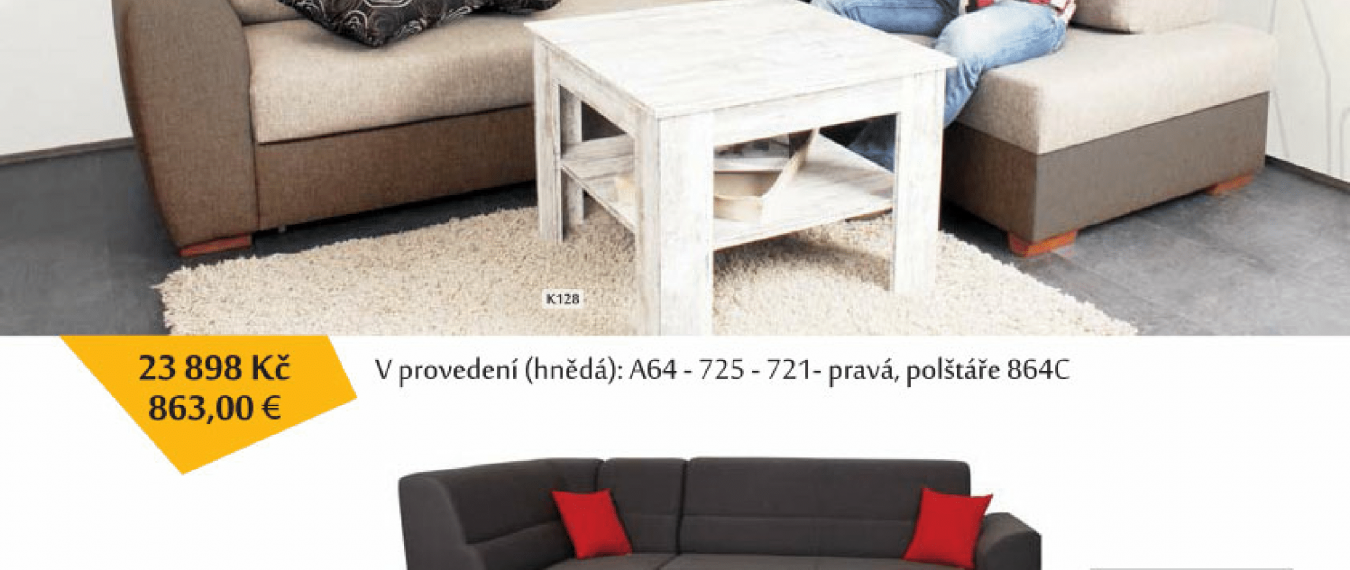 K128
23 898 Kč
863,00 €
V provedení (hnědá): A64 - 725 - 721- pravá, polštáře 864C